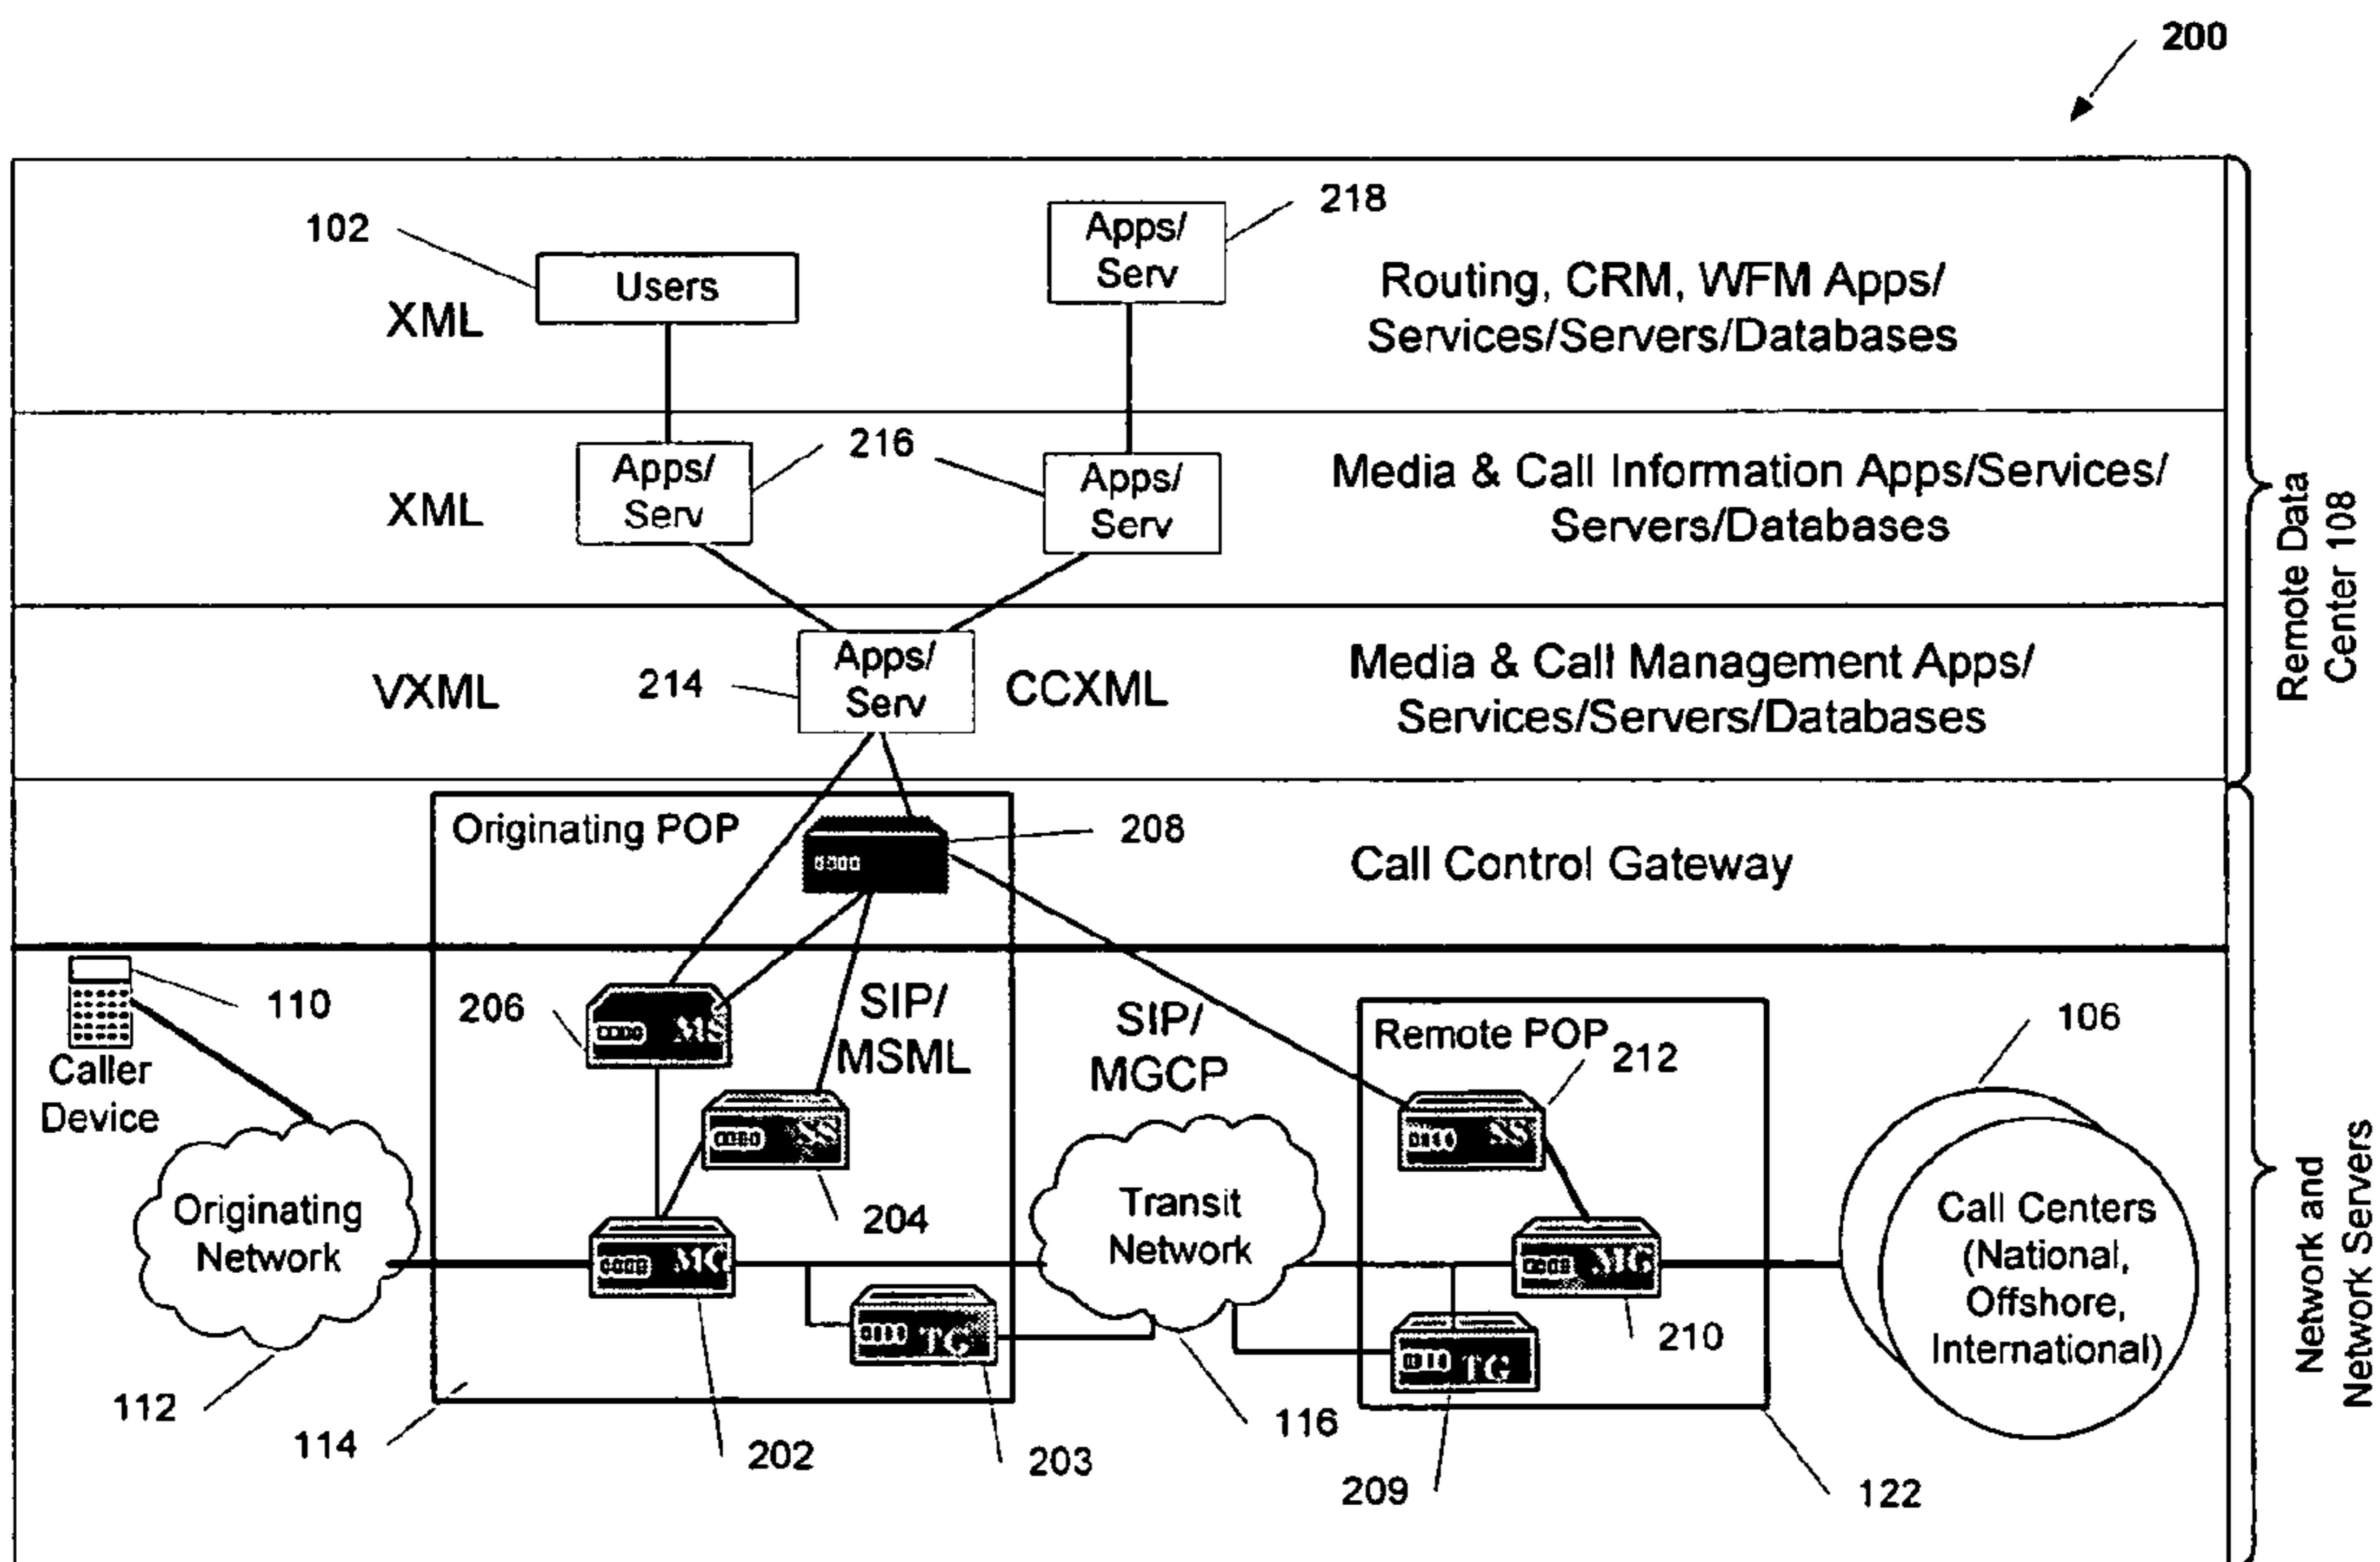 200
218
102
Apps/
Serv
Users
XML
Routing, CRM, WFM Apps/
Services/Servers/Databases
216
Apps/
Serv
Apps/
Serv
XML
Media & Call Information Apps/Services/
Servers/Databases
Remote Data
Center 108
214
Apps/
Serv
VXML
CCXML
Media & Call Management Apps/
Services/Servers/Databases
Originating POP
208
Call Control Gateway
110
Caller
Device
206
MS
SIP/
MSML
SIP/
MGCP
Remote POP
212
106
SS
204
SS
Originating
Network
MG
Transit
Network
MG
210
Call Centers
(National,
Offshore,
International)
Network and
Network Servers
TG
TG
112
114
202
203
116
209
122